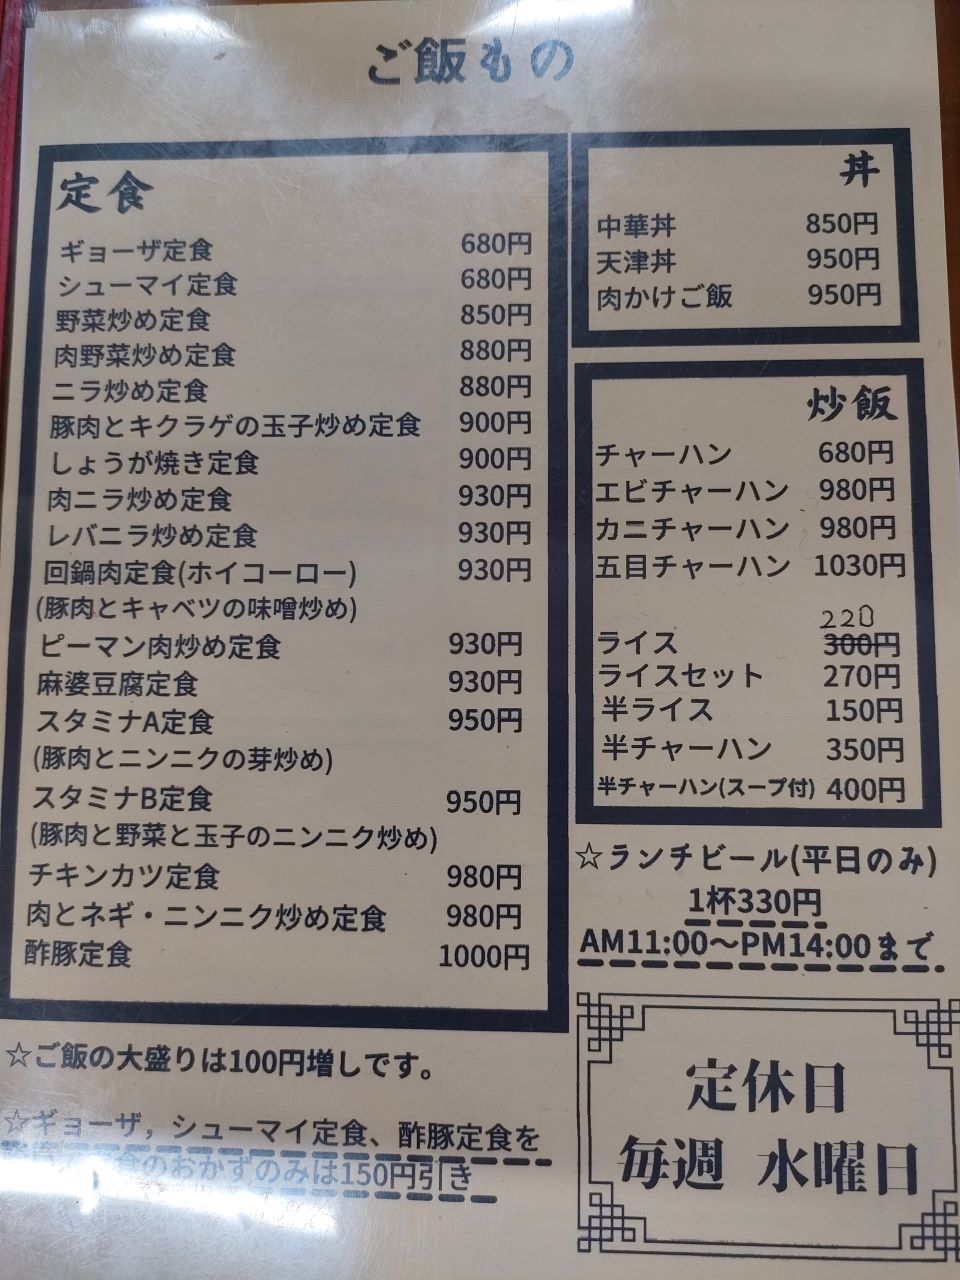 ご飯もの
定食
ギョーザ定食 680円
シューマイ定食 680円
野菜炒め定食 850円
肉野菜炒め定食 880円
ニラ炒め定食 880円
豚肉とキクラゲの玉子炒め定食 900円
しょうが焼き定食 900円
肉ニラ炒め定食 930円
レバニラ炒め定食 930円
回鍋肉定食(ホイコーロー) 930円
(豚肉とキャベツの味噌炒め)
ピーマン肉炒め定食 930円
麻婆豆腐定食 930円
スタミナA定食 950円
(豚肉とニンニクの芽炒め)
スタミナB定食 950円
(豚肉と野菜と玉子のニンニク炒め)
チキンカツ定食 980円
肉とネギ・ニンニク炒め定食 980円
酢豚定食 1000円
☆ご飯の大盛りは100円増しです。
☆ギョーザ，シューマイ定食、酢豚定食を
食のおかずのみは150円引き
丼
中華丼 850円
天津丼 950円
肉かけご飯 950円
炒飯
チャーハン 680円
エビチャーハン 980円
カニチャーハン 980円
五目チャーハン 1030円
220
ライス 300円
ライスセット 270円
半ライス 150円
半チャーハン 350円
半チャーハン(スープ付) 400円
☆ランチビール(平日のみ)
1杯330円
AM11:00～PM14:00まで
定休日
毎週 水曜日